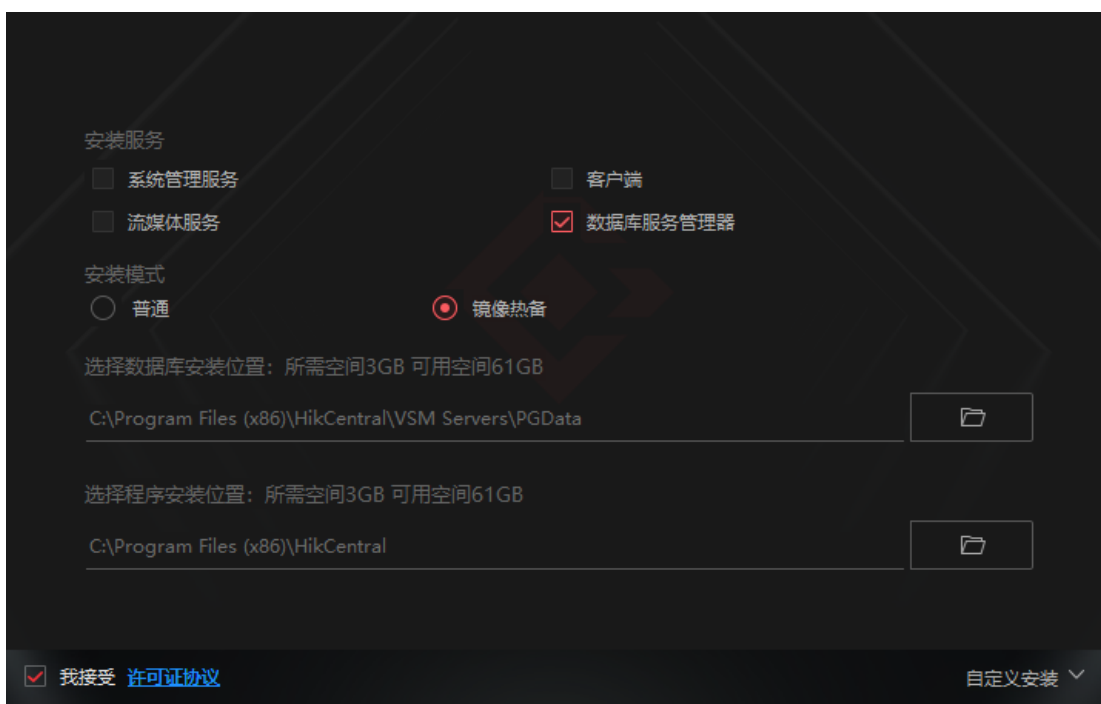 安装服务
系统管理服务
客户端
流媒体服务
数据库服务管理器
安装模式
普通
镜像热备
选择数据库安装位置：所需空间3GB 可用空间61GB
C:\Program Files (x86)\HikCentral\VSM Servers\PGData
选择程序安装位置：所需空间3GB 可用空间61GB
C:\Program Files (x86)\HikCentral
我接受 许可证协议
自定义安装